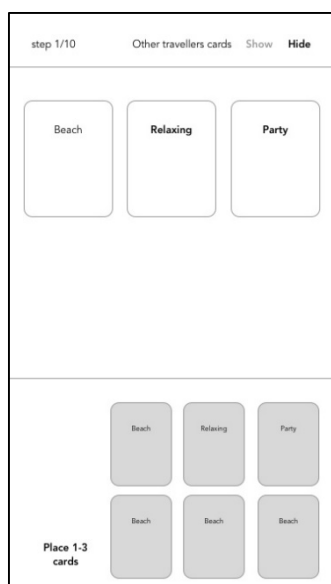 step 1/10 Other travellers cards Show Hide
Beach Relaxing Party
Beach Relaxing Party
Beach Beach Beach
Place 1-3
cards